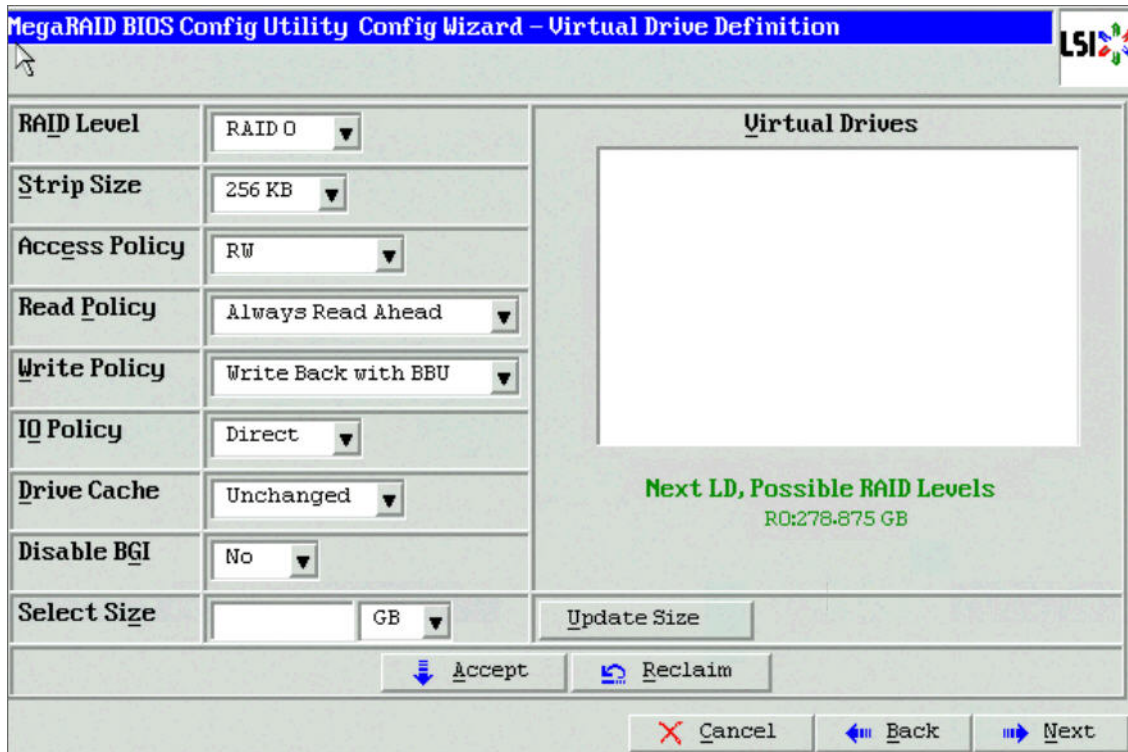 MegaRAID BIOS Config Utility Config Wizard – Virtual Drive Definition
LSI
RAID Level
RAID 0
Strip Size
256 KB
Access Policy
RW
Read Policy
Always Read Ahead
Write Policy
Write Back with BBU
IO Policy
Direct
Drive Cache
Unchanged
Disable BGI
No
Select Size
GB
Virtual Drives
Next LD, Possible RAID Levels
R0:278.875 GB
Update Size
Accept
Reclaim
Cancel
Back
Next